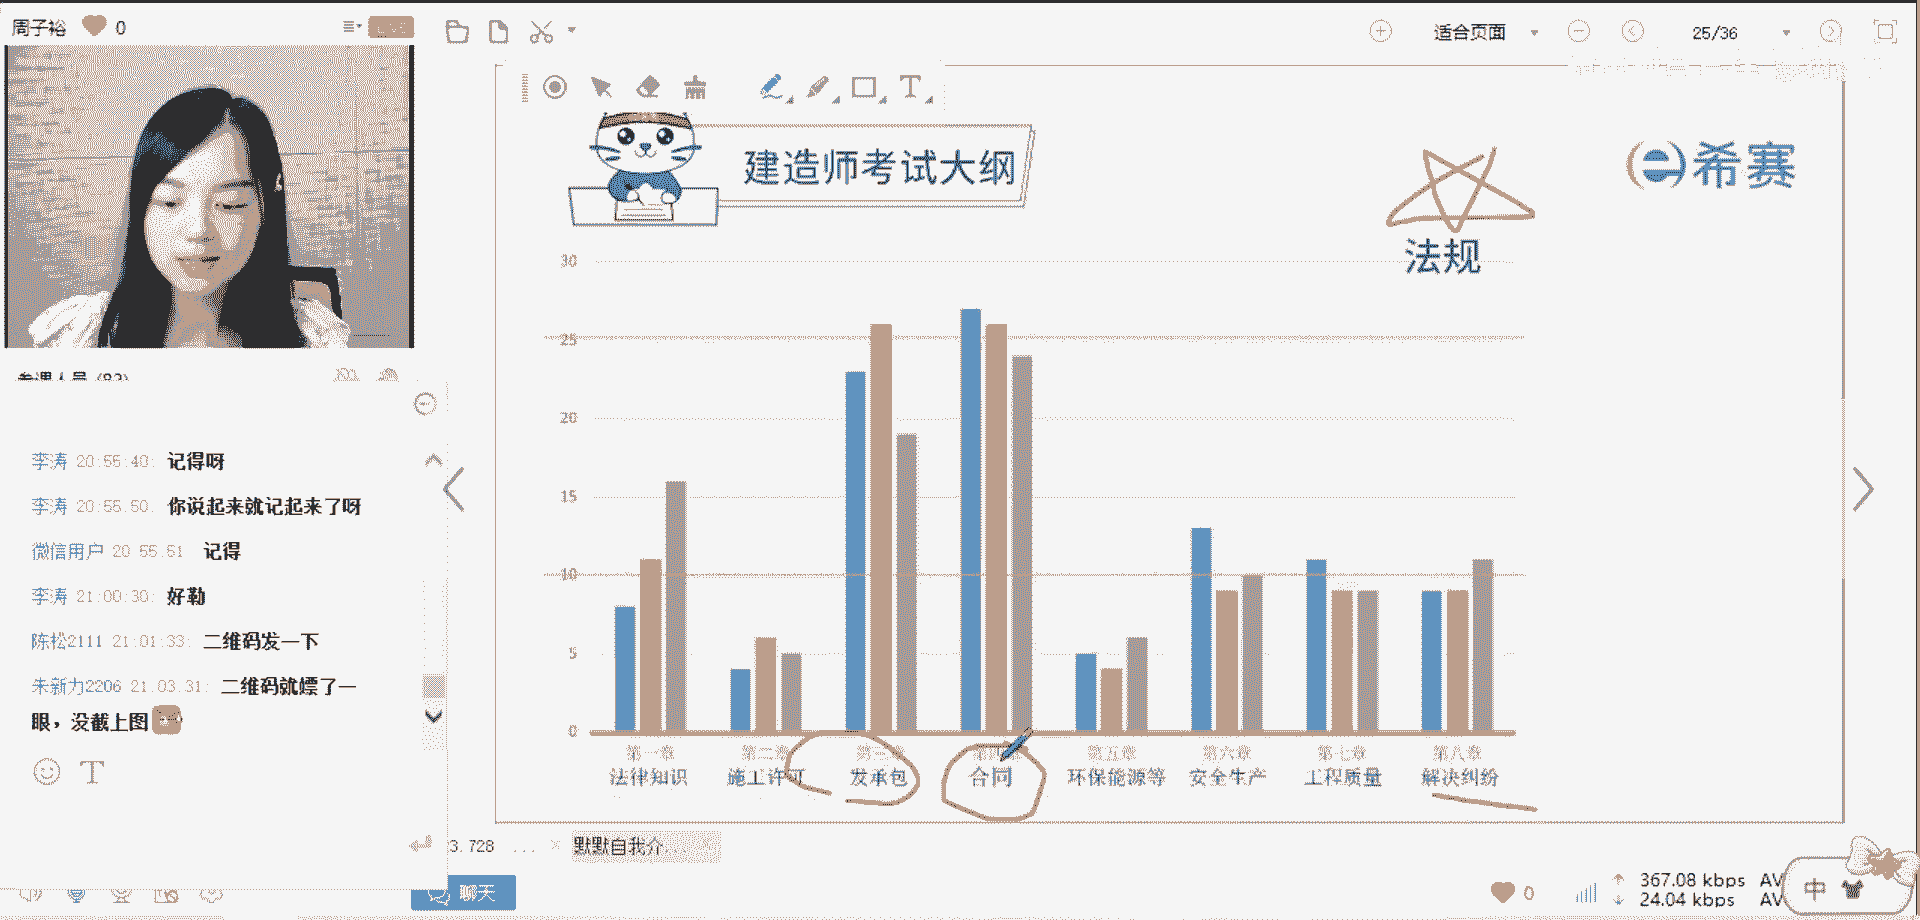 周子裕 0
适合页面
25/36
T
建造师考试大纲
希赛
法规
30
25
20
15
10
5
0
第一章 第二章 第三章 第四章 第五章 第六章 第七章 第八章
法律知识 施工许可 发承包 合同 环保能源等 安全生产 工程质量 解决纠纷
参课人员 (83)
李涛 20:55:40: 记得呀
李涛 20:55:50: 你说起来就记起来了呀
微信用户 20:55:51: 记得
李涛 21:00:30: 好勒
陈松2111 21:01:33: 二维码发一下
朱新力2206 21:03:31: 二维码就嫖了一
眼，没截上图
T
3.728 ... × 默默自我介
聊天
0
367.08 kbps AV
24.04 kbps AV
中